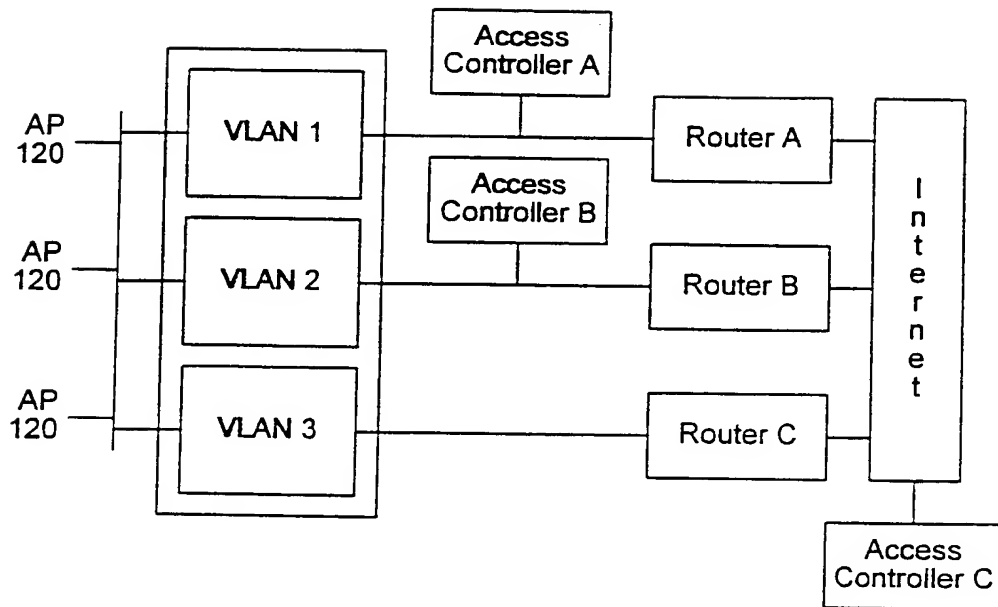 Access
Controller A
AP
120
VLAN 1
Router A
Access
Controller B
AP
120
VLAN 2
Router B
Internet
AP
120
VLAN 3
Router C
Access
Controller C